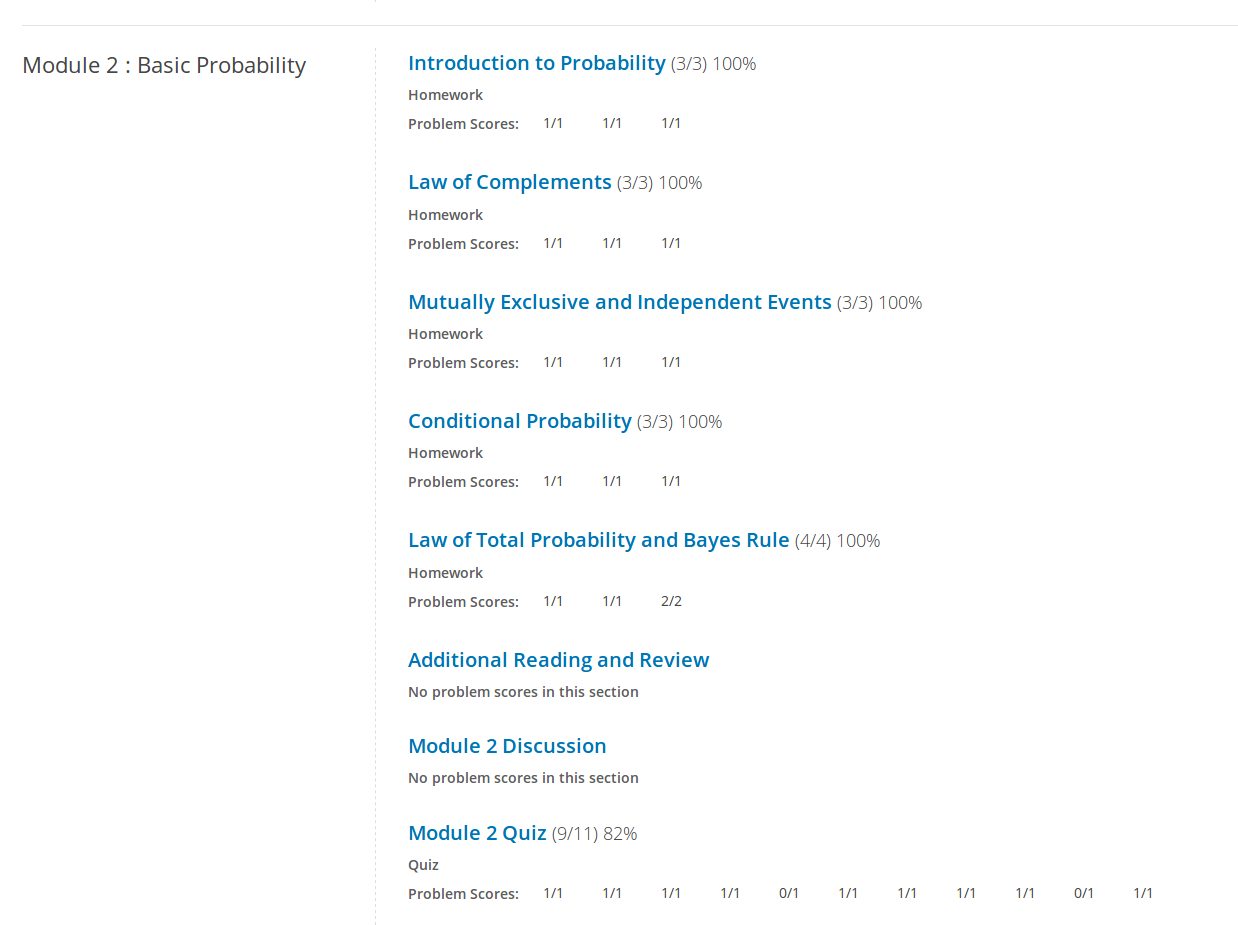 Module 2 : Basic Probability
Introduction to Probability (3/3) 100%
Homework
Problem Scores: 1/1 1/1 1/1
Law of Complements (3/3) 100%
Homework
Problem Scores: 1/1 1/1 1/1
Mutually Exclusive and Independent Events (3/3) 100%
Homework
Problem Scores: 1/1 1/1 1/1
Conditional Probability (3/3) 100%
Homework
Problem Scores: 1/1 1/1 1/1
Law of Total Probability and Bayes Rule (4/4) 100%
Homework
Problem Scores: 1/1 1/1 2/2
Additional Reading and Review
No problem scores in this section
Module 2 Discussion
No problem scores in this section
Module 2 Quiz (9/11) 82%
Quiz
Problem Scores: 1/1 1/1 1/1 1/1 0/1 1/1 1/1 1/1 1/1 0/1 1/1